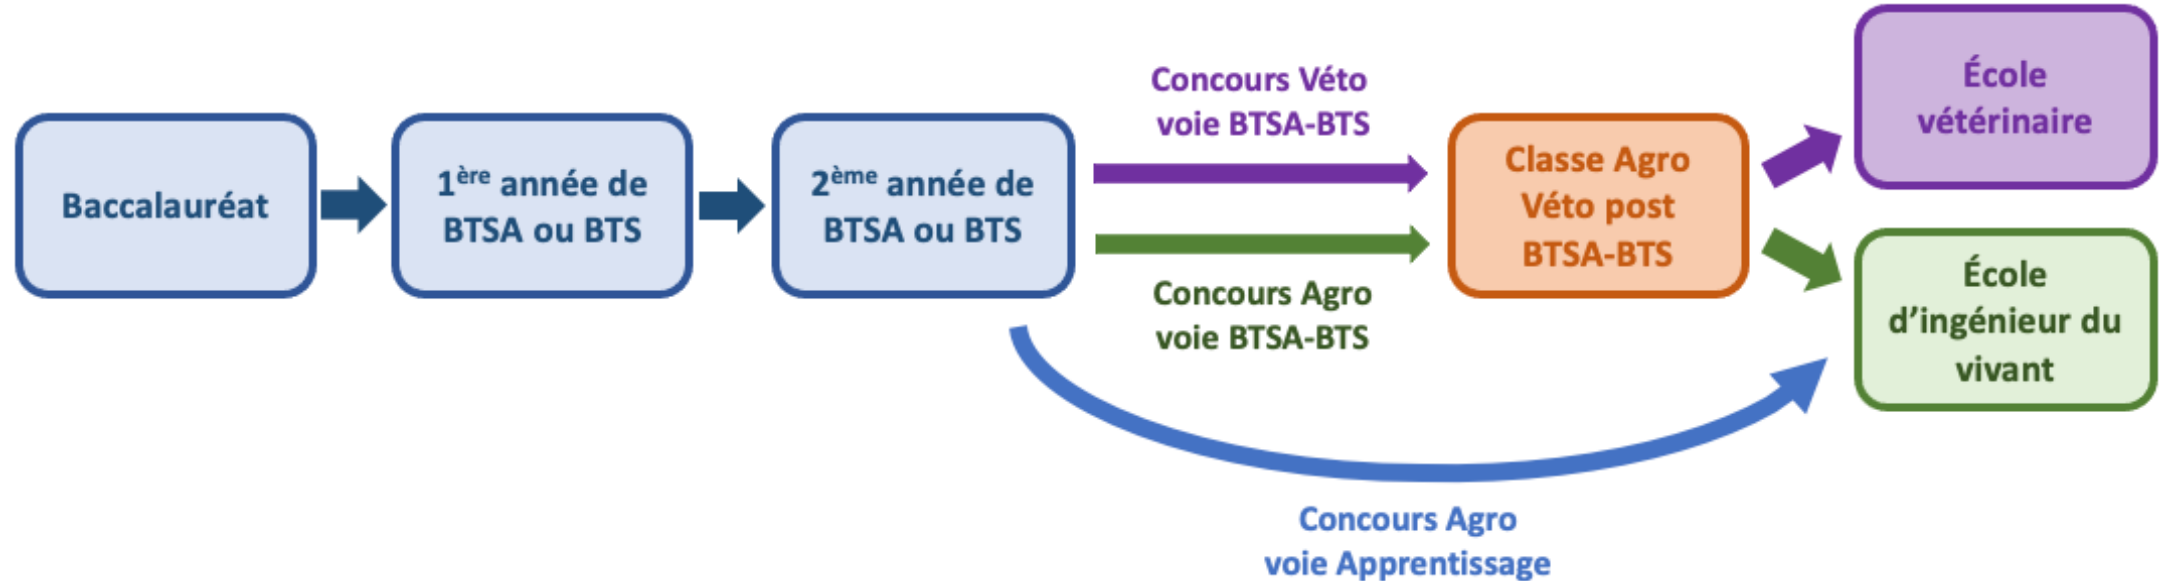 Baccalauréat
1ère année de
BTSA ou BTS
2ème année de
BTSA ou BTS
Concours Véto
voie BTSA-BTS
Concours Agro
voie BTSA-BTS
Concours Agro
voie Apprentissage
Classe Agro
Véto post
BTSA-BTS
École
vétérinaire
École
d’ingénieur du
vivant